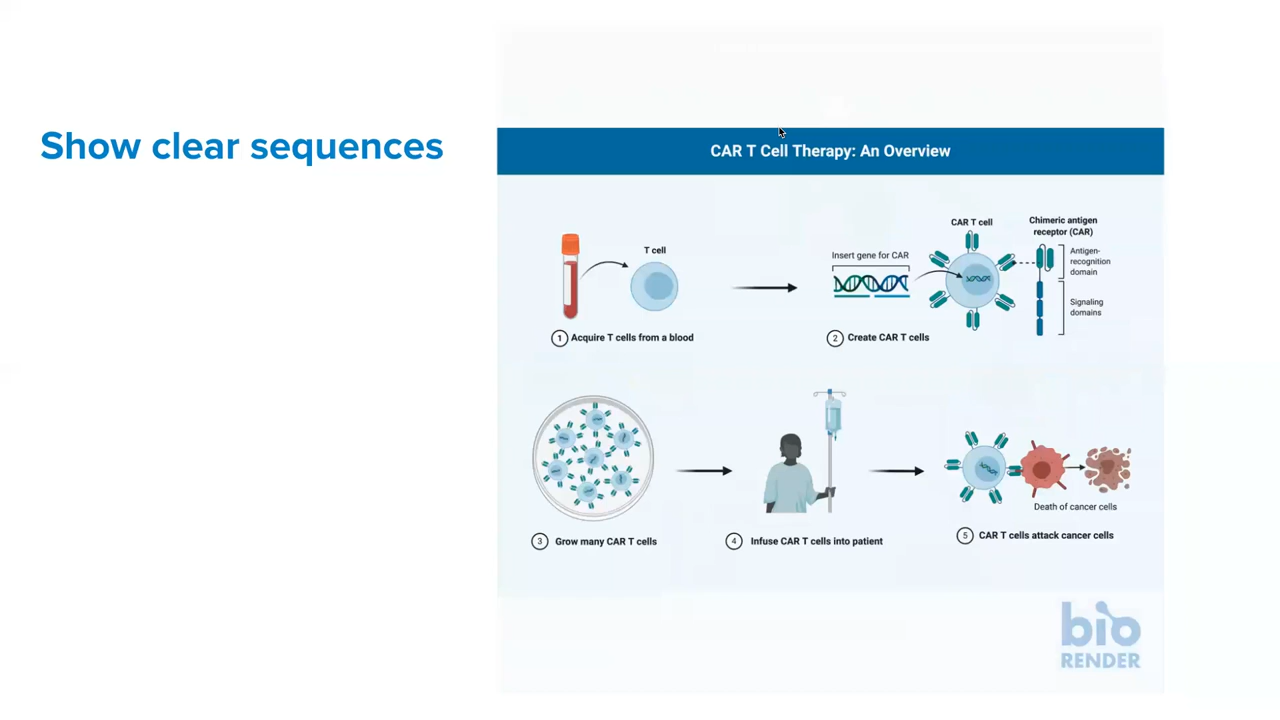 Show clear sequences
CAR T Cell Therapy: An Overview
T cell
1 Acquire T cells from a blood
Insert gene for CAR
CAR T cell
Chimeric antigen
receptor (CAR)
Antigen-
recognition
domain
Signaling
domains
2 Create CAR T cells
3 Grow many CAR T cells
4 Infuse CAR T cells into patient
Death of cancer cells
5 CAR T cells attack cancer cells
bio
RENDER